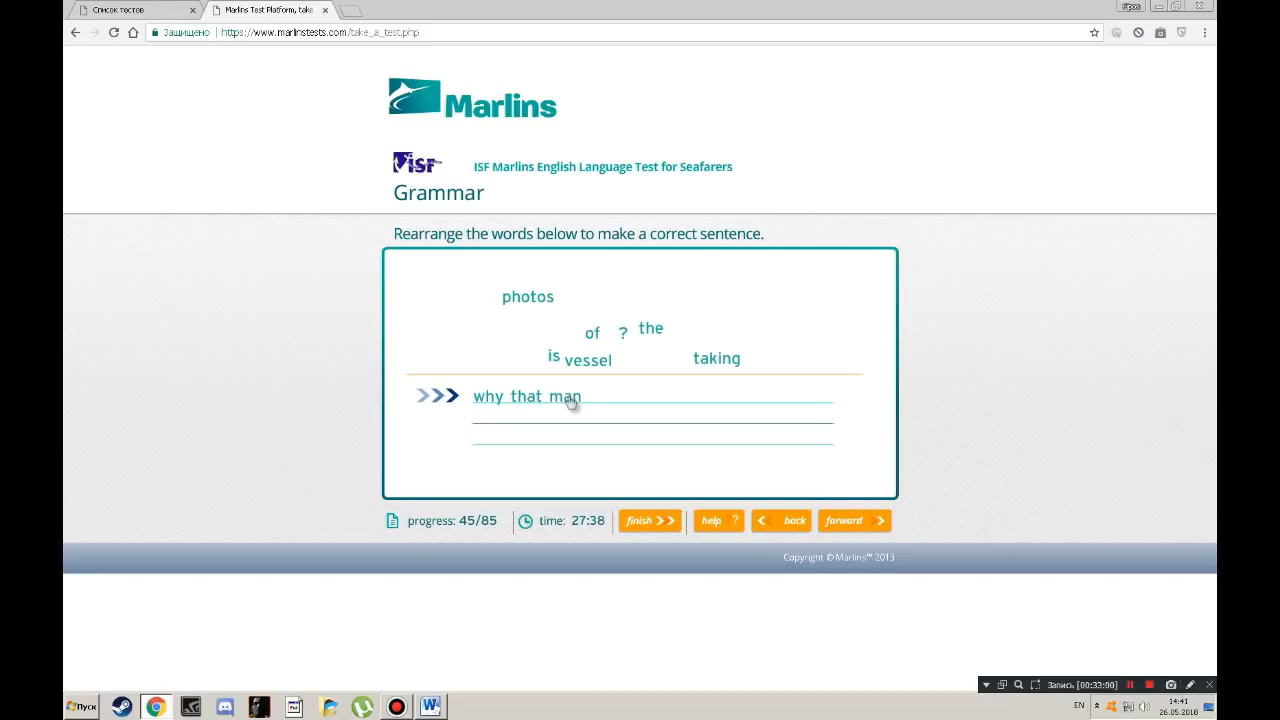 Список тестов
Marlins Test Platform, take
Защищено
https://www.marlinstests.com/take_a_test.php
Marlins
ISF
ISF Marlins English Language Test for Seafarers
Grammar
Rearrange the words below to make a correct sentence.
photos
of ? the
is vessel taking
why that man
progress: 45/85
time: 27:38
finish
help ?
back
forward
Copyright © Marlins™ 2013
Запись [00:33:00]
Пуск
EN
14:41
26.05.2018